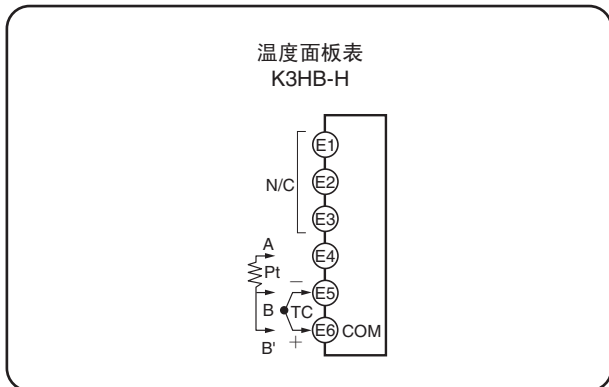 温度面板表
K3HB-H
E1
E2
N/C
E3
A
E4
Pt
−
E5
B
TC
E6 COM
+
B'